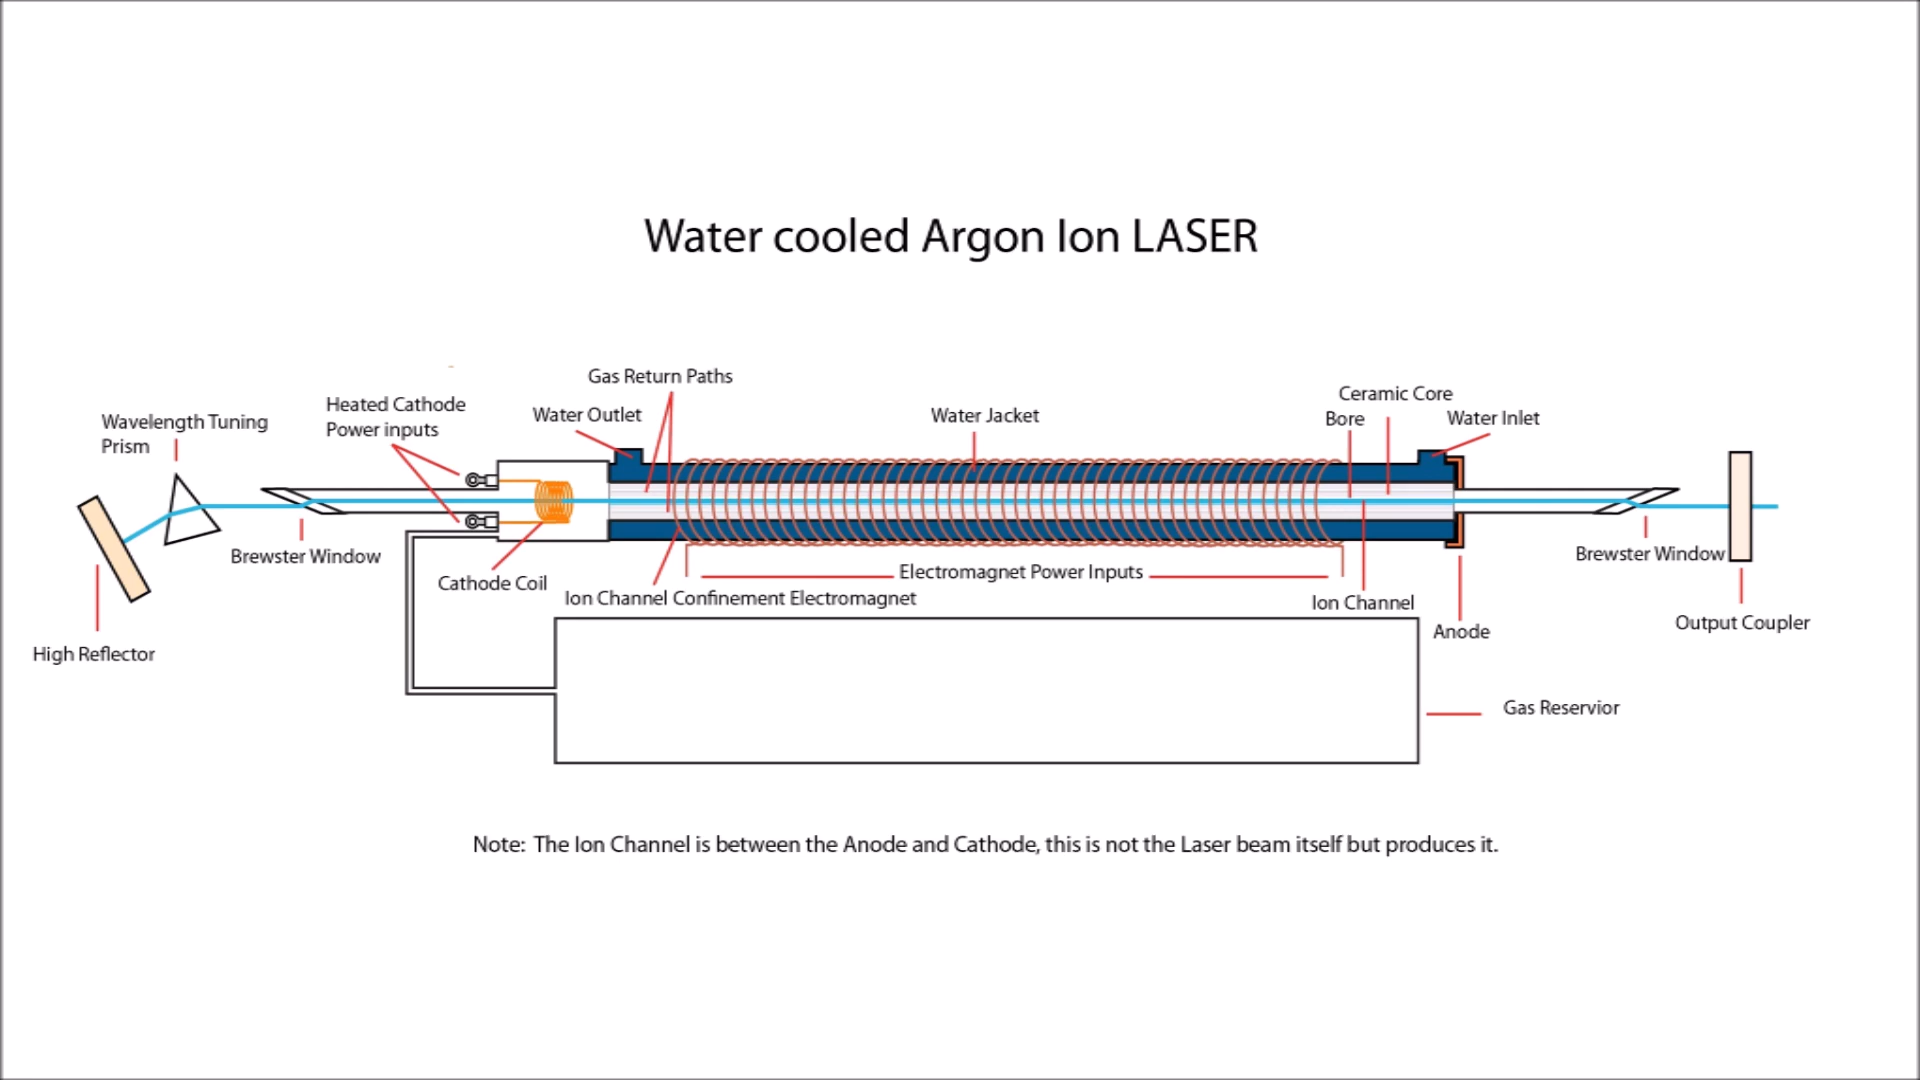 Water cooled Argon Ion LASER
Gas Return Paths
Ceramic Core
Heated Cathode
Power inputs
Water Outlet
Water Jacket
Bore
Water Inlet
Wavelength Tuning
Prism
Brewster Window
Cathode Coil
Electromagnet Power Inputs
Brewster Window
Ion Channel Confinement Electromagnet
Ion Channel
Anode
Output Coupler
High Reflector
Gas Reservior
Note: The Ion Channel is between the Anode and Cathode, this is not the Laser beam itself but produces it.